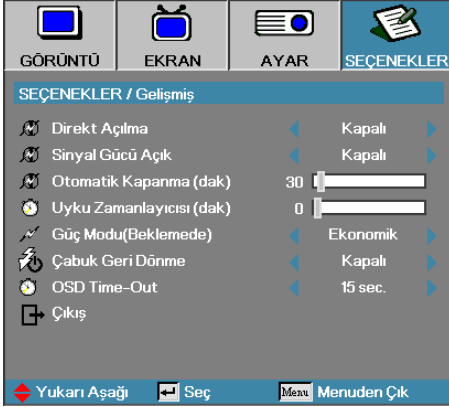 GÖRÜNTÜ EKRAN AYAR SEÇENEKLER
SEÇENEKLER / Gelişmiş
Direkt Açılma Kapalı
Sinyal Gücü Açık Kapalı
Otomatik Kapanma (dak) 30
Uyku Zamanlayıcısı (dak) 0
Güç Modu(Beklemede) Ekonomik
Çabuk Geri Dönme Kapalı
OSD Time-Out 15 sec.
Çıkış
Yukarı Aşağı Seç Menu Menuden Çık